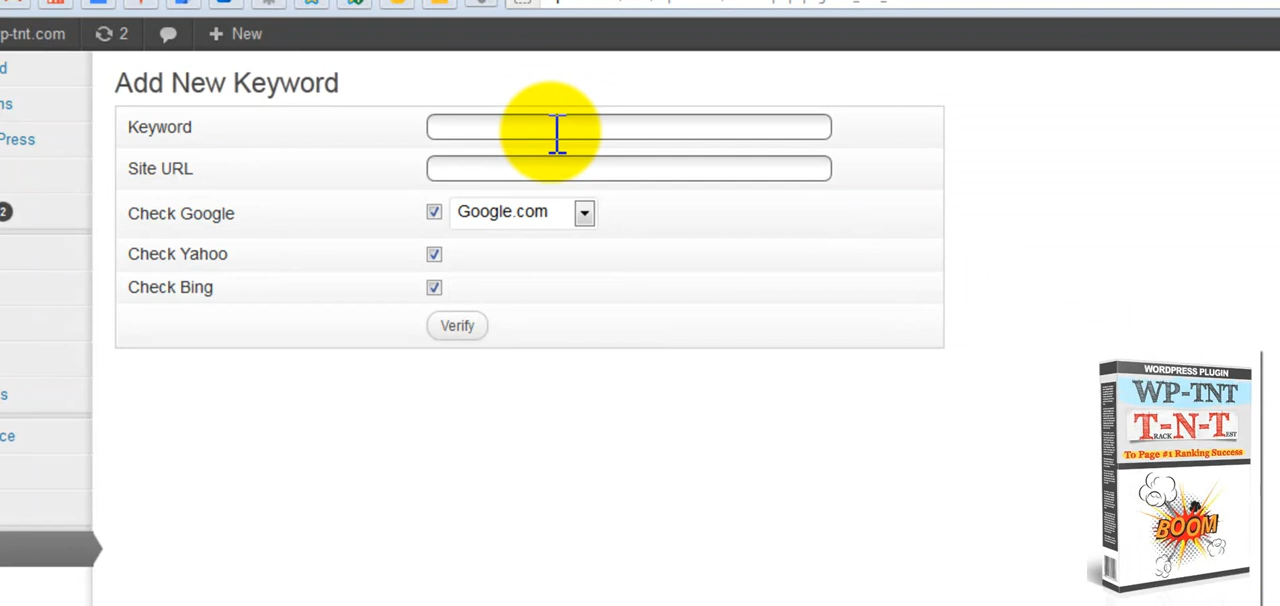 p-tnt.com 2 New
d
ns
Press
2
s
ce
Add New Keyword
Keyword
Site URL
Check Google Google.com
Check Yahoo
Check Bing
Verify
WORDPRESS PLUGIN
WP-TNT
T-N-T
RACK EST
To Page #1 Ranking Success
BOOM